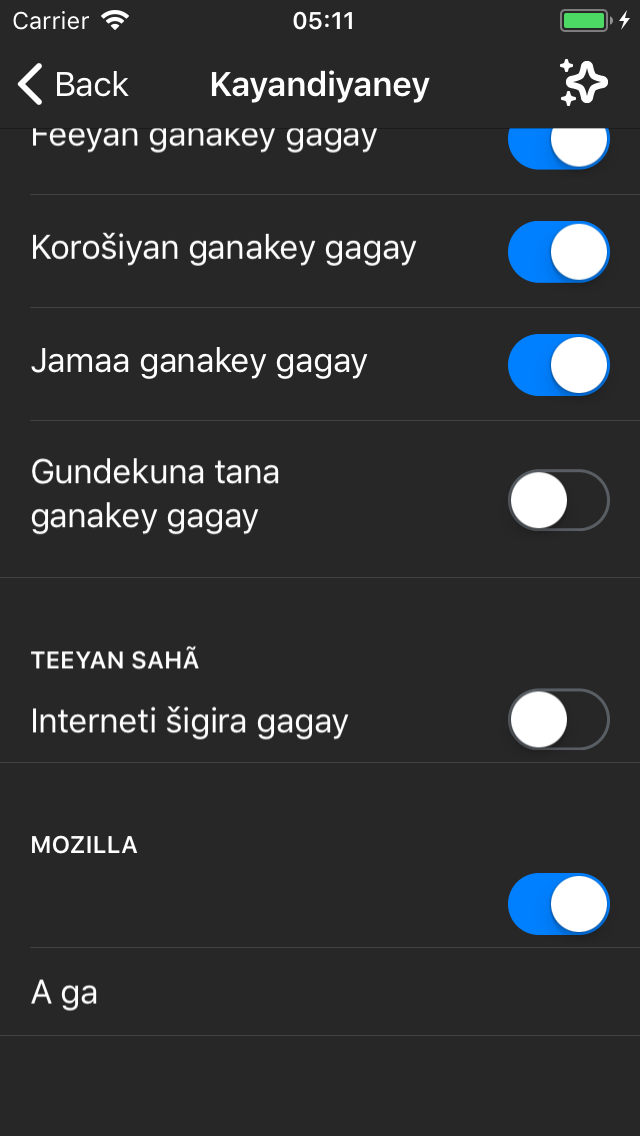 Carrier
05:11
Back
Kayandiyaney
Feeyan ganakey gagay
Korošiyan ganakey gagay
Jamaa ganakey gagay
Gundekuna tana
ganakey gagay
TEEYAN SAHÃ
Interneti šigira gagay
MOZILLA
A ga